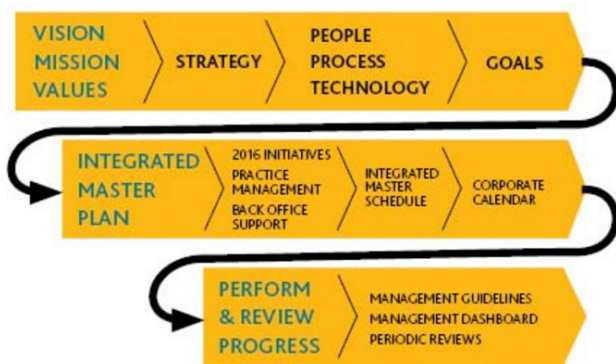 VISION
MISSION
VALUES
STRATEGY
PEOPLE
PROCESS
TECHNOLOGY
GOALS
INTEGRATED
MASTER
PLAN
2016 INITIATIVES
PRACTICE
MANAGEMENT
BACK OFFICE
SUPPORT
INTEGRATED
MASTER
SCHEDULE
CORPORATE
CALENDAR
PERFORM
& REVIEW
PROGRESS
MANAGEMENT GUIDELINES
MANAGEMENT DASHBOARD
PERIODIC REVIEWS